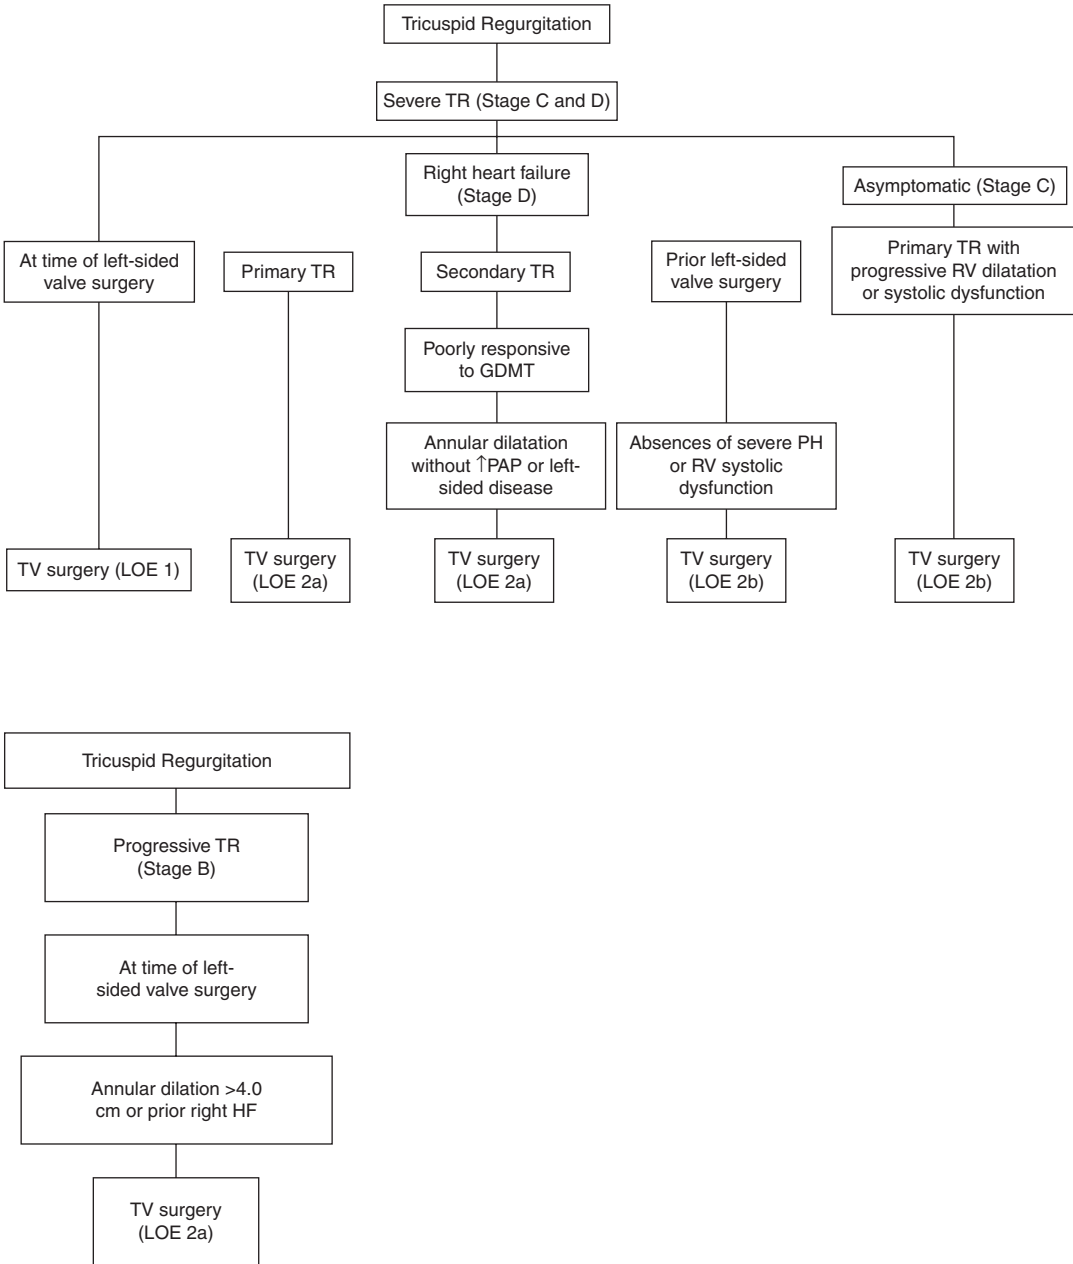 Tricuspid Regurgitation
Severe TR (Stage C and D)
At time of left-sided
valve surgery
TV surgery (LOE 1)
Primary TR
TV surgery
(LOE 2a)
Right heart failure
(Stage D)
Secondary TR
Poorly responsive
to GDMT
Annular dilatation
without ↑PAP or left-
sided disease
TV surgery
(LOE 2a)
Prior left-sided
valve surgery
Absences of severe PH
or RV systolic
dysfunction
TV surgery
(LOE 2b)
Asymptomatic (Stage C)
Primary TR with
progressive RV dilatation
or systolic dysfunction
TV surgery
(LOE 2b)
Tricuspid Regurgitation
Progressive TR
(Stage B)
At time of left-
sided valve surgery
Annular dilation >4.0
cm or prior right HF
TV surgery
(LOE 2a)